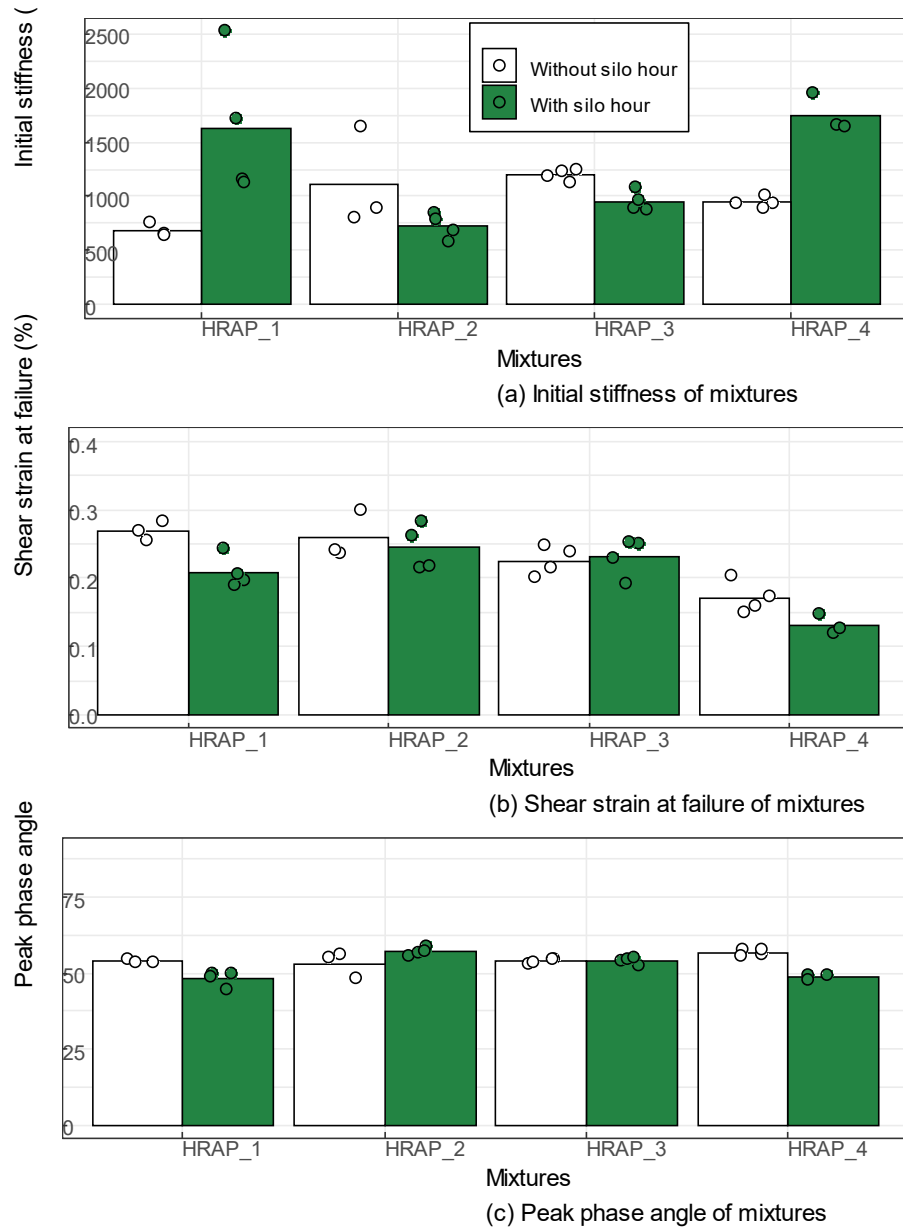 Initial stiffness (
2500
2000
1500
1000
500
0
Without silo hour
With silo hour
HRAP_1 HRAP_2 HRAP_3 HRAP_4
Mixtures
(a) Initial stiffness of mixtures
Shear strain at failure (%)
0.4
0.3
0.2
0.1
0.0
HRAP_1 HRAP_2 HRAP_3 HRAP_4
Mixtures
(b) Shear strain at failure of mixtures
Peak phase angle
75
50
25
0
HRAP_1 HRAP_2 HRAP_3 HRAP_4
Mixtures
(c) Peak phase angle of mixtures